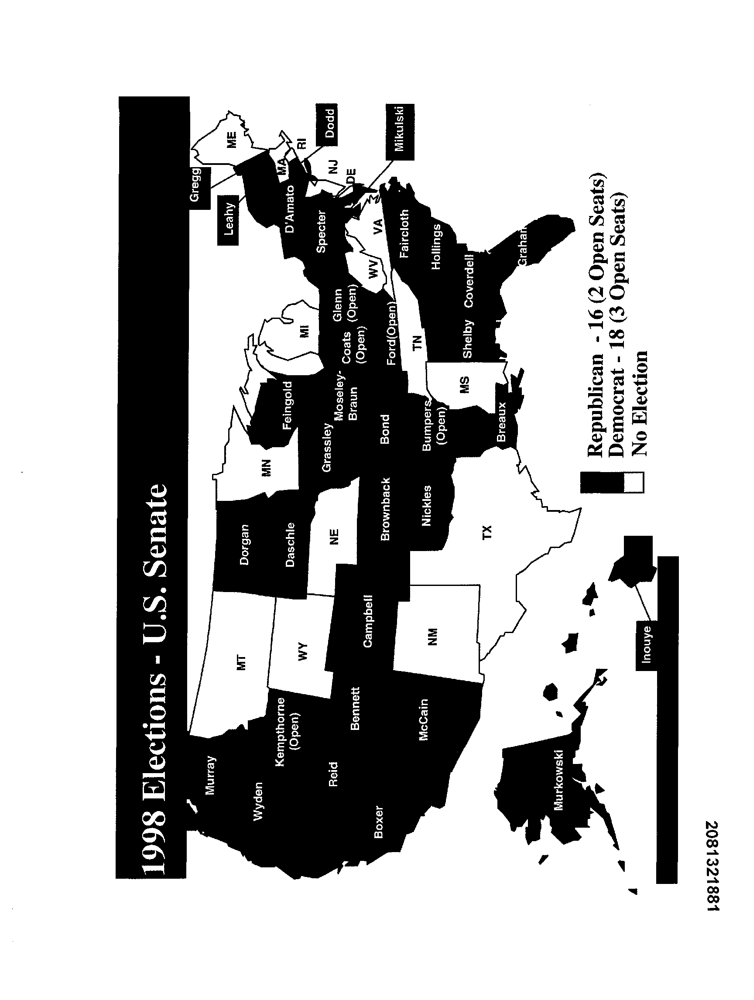 1998 Elections - U.S. Senate
Murray
MT
Dorgan
MN
Leahy
Gregg
ME
Wyden
Kempthorne
(Open)
WY
Daschle
Feingold
MI
D'Amato
MA
RI
Dodd
Reid
Bennett
NE
Grassley
Moseley-
Braun
Coats
(Open)
Glenn
(Open)
Specter
NJ
DE
Mikulski
Boxer
Campbell
Brownback
Bond
Ford(Open)
WV
VA
McCain
NM
Nickles
Bumpers
(Open)
TN
Faircloth
Hollings
TX
MS
Breaux
Shelby
Coverdell
Graham
Murkowski
Inouye
Republican - 16 (2 Open Seats)
Democrat - 18 (3 Open Seats)
No Election
2081321881